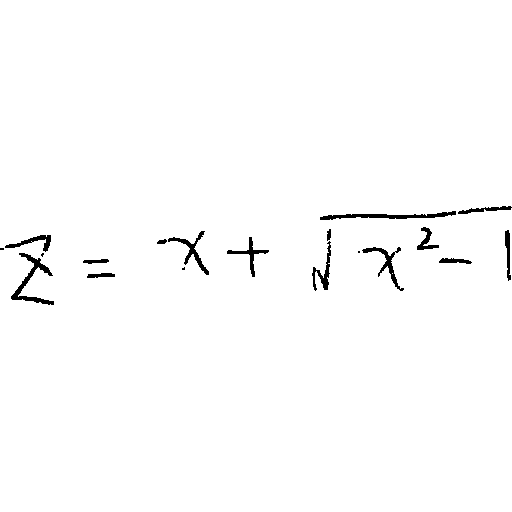 z = x + √(x² - 1)